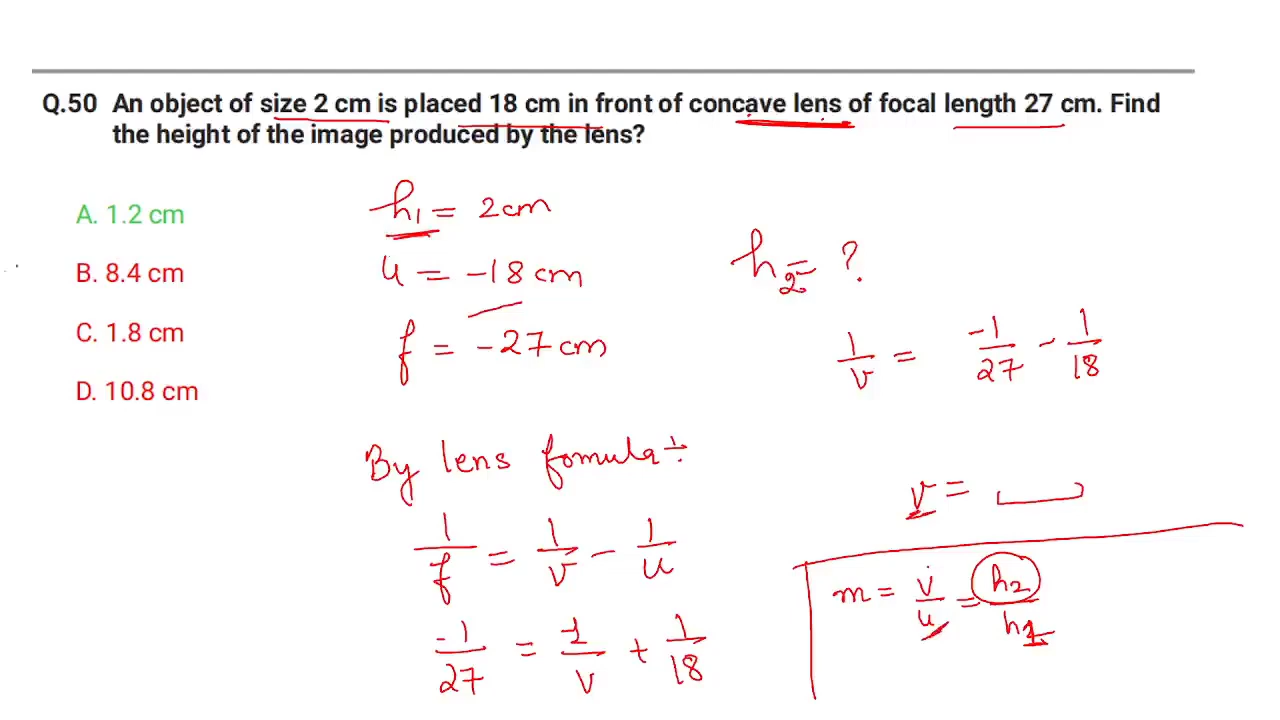 Q.50 An object of size 2 cm is placed 18 cm in front of concave lens of focal length 27 cm. Find
the height of the image produced by the lens?
A. 1.2 cm
B. 8.4 cm
C. 1.8 cm
D. 10.8 cm
h₁ = 2cm
u = -18 cm
f = -27 cm
h₂ = ?
1/v = -1/27 - 1/18
By lens fomula ÷
1/f = 1/v - 1/u
-1/27 = 1/v + 1/18
v =
m = v/u = h₂/h₁